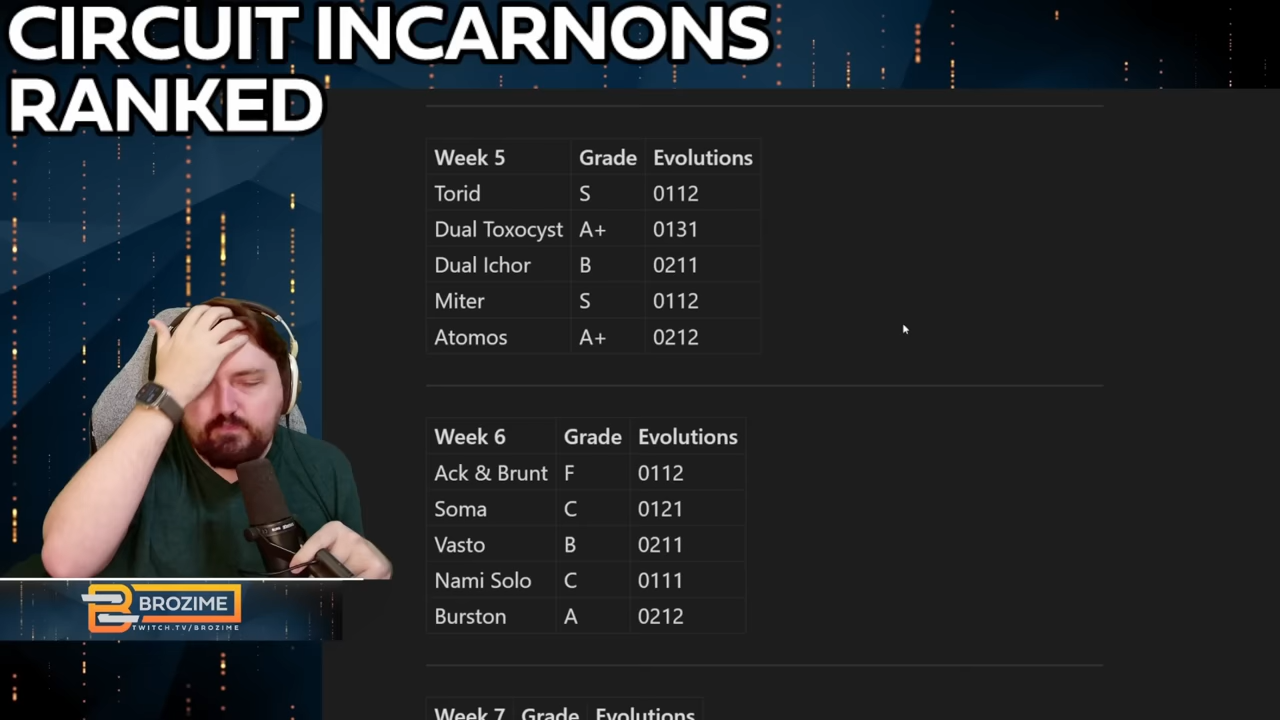 CIRCUIT INCARNONS
RANKED
Week 5 Grade Evolutions
Torid S 0112
Dual Toxocyst A+ 0131
Dual Ichor B 0211
Miter S 0112
Atomos A+ 0212
Week 6 Grade Evolutions
Ack & Brunt F 0112
Soma C 0121
Vasto B 0211
Nami Solo C 0111
Burston A 0212
BROZIME
TWITCH.TV/BROZIME
Week 7 Grade Evolutions